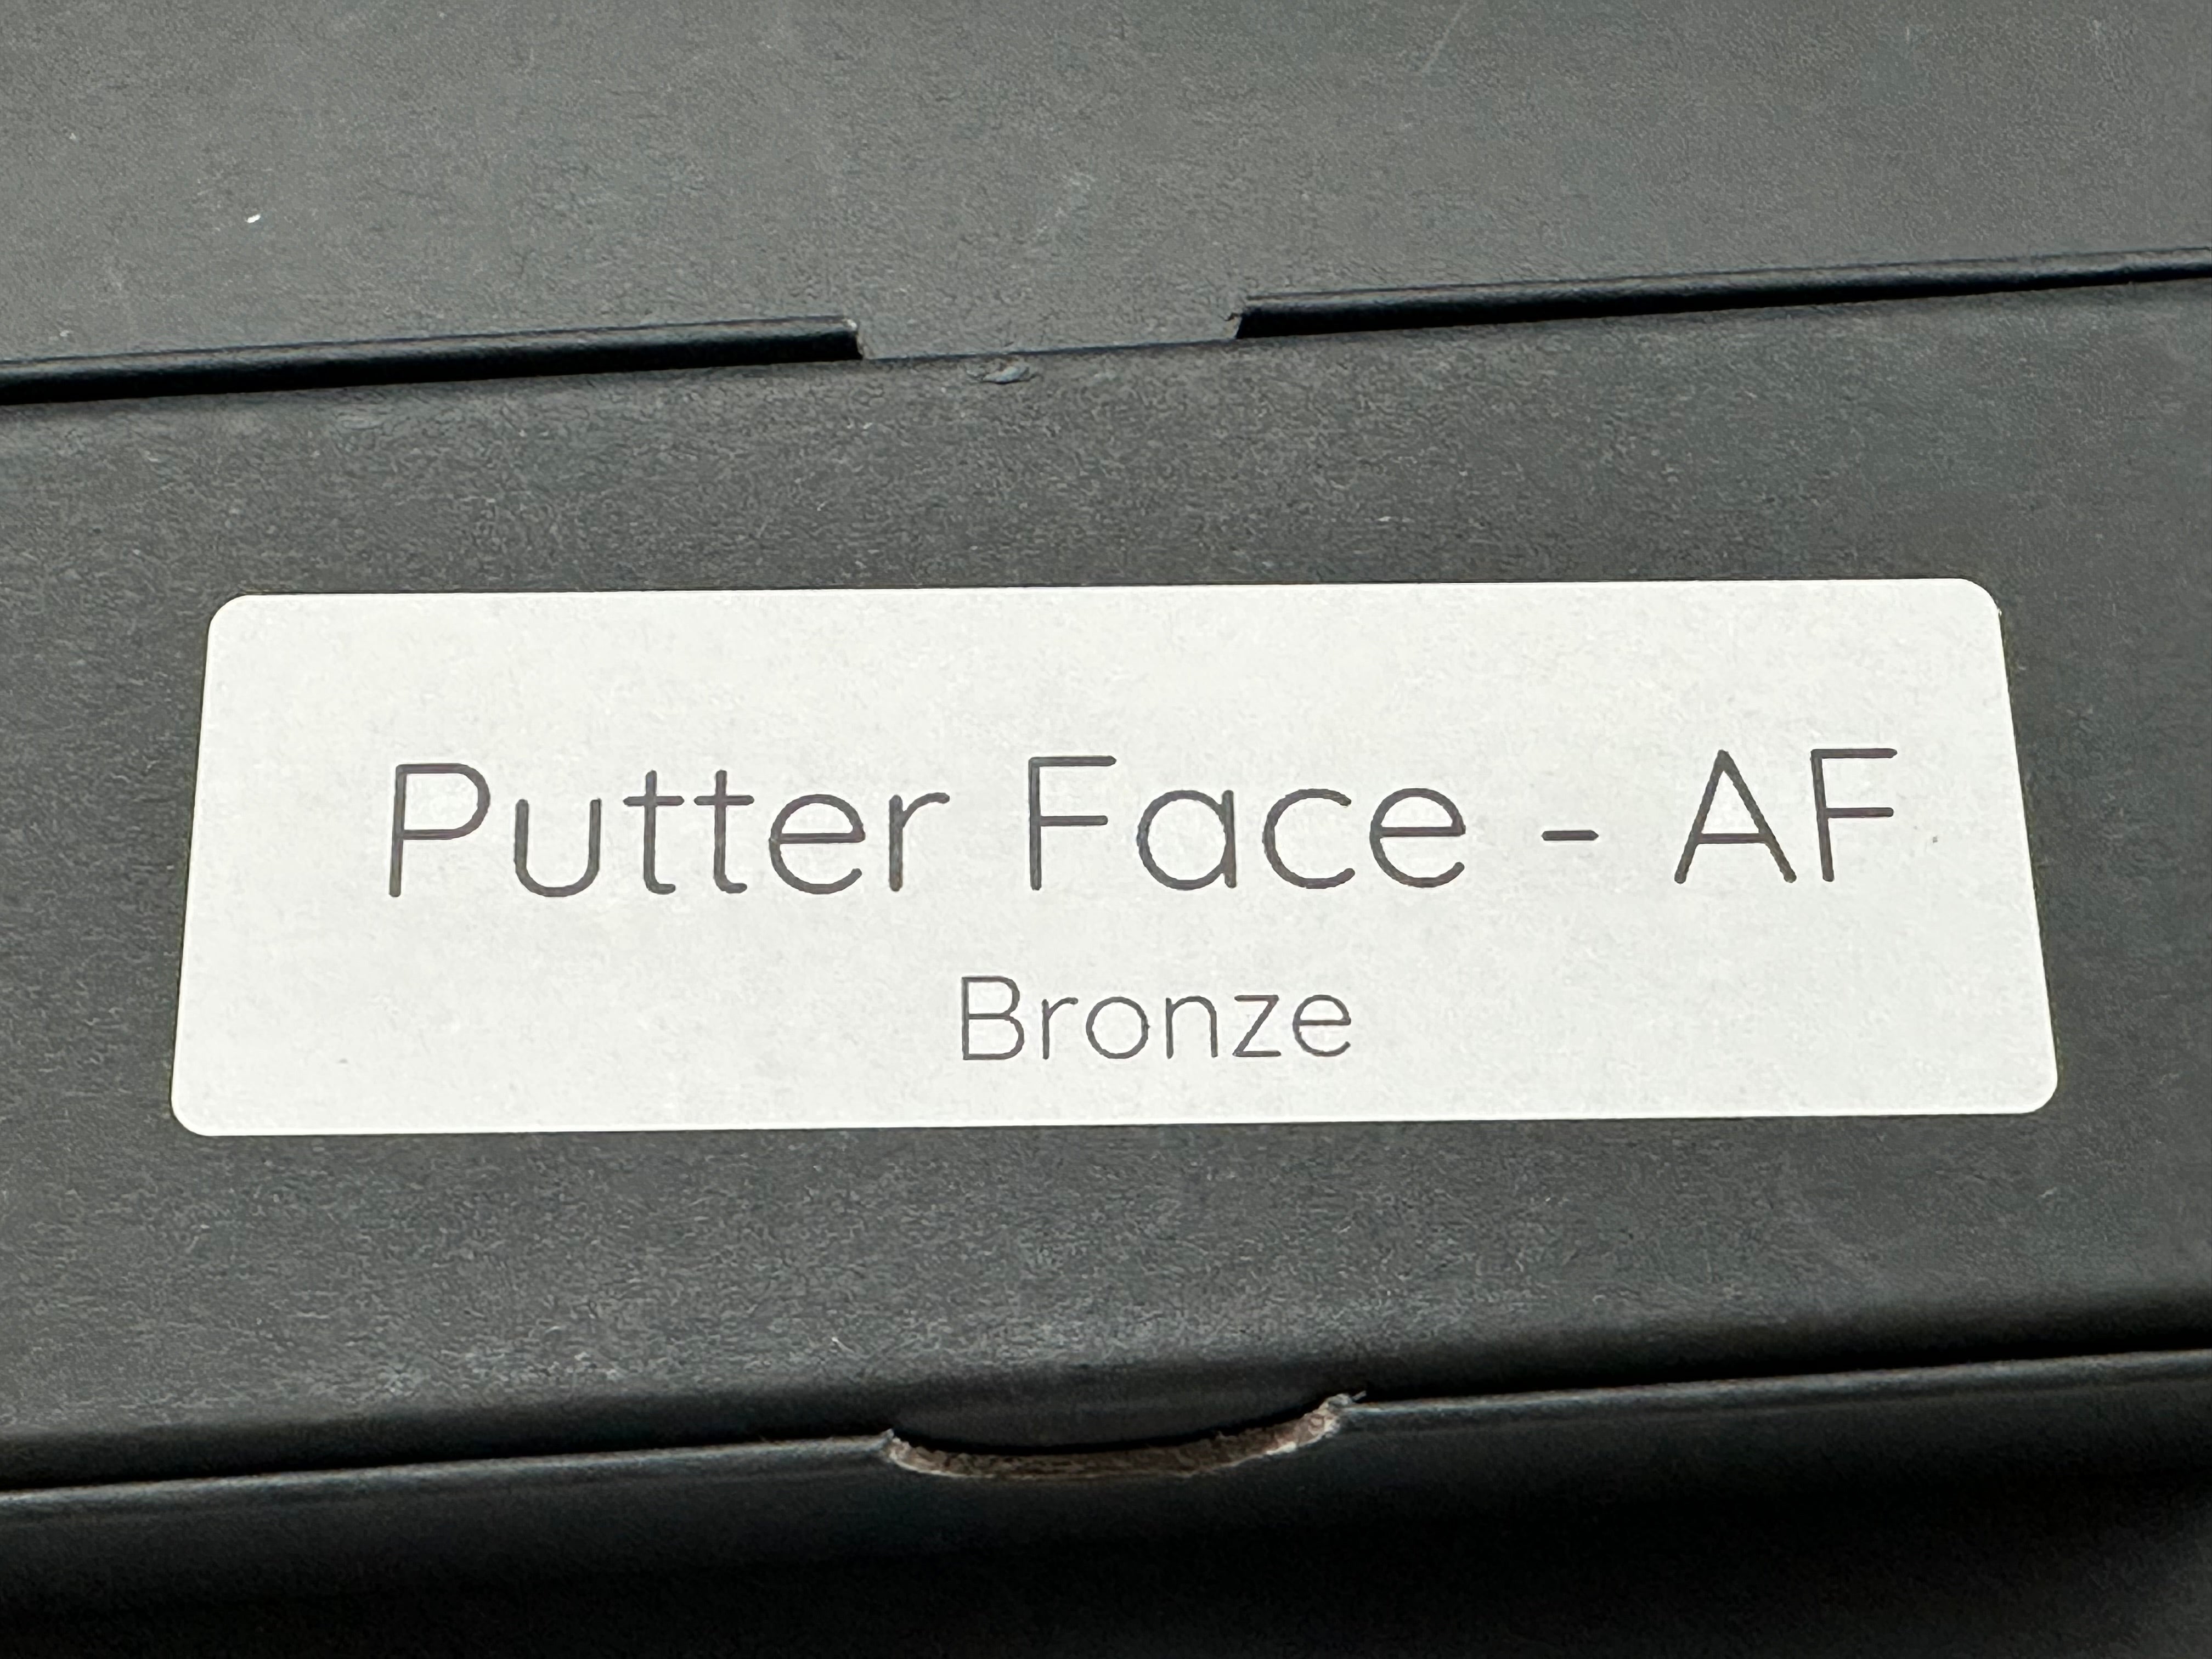 Putter Face - AF
Bronze